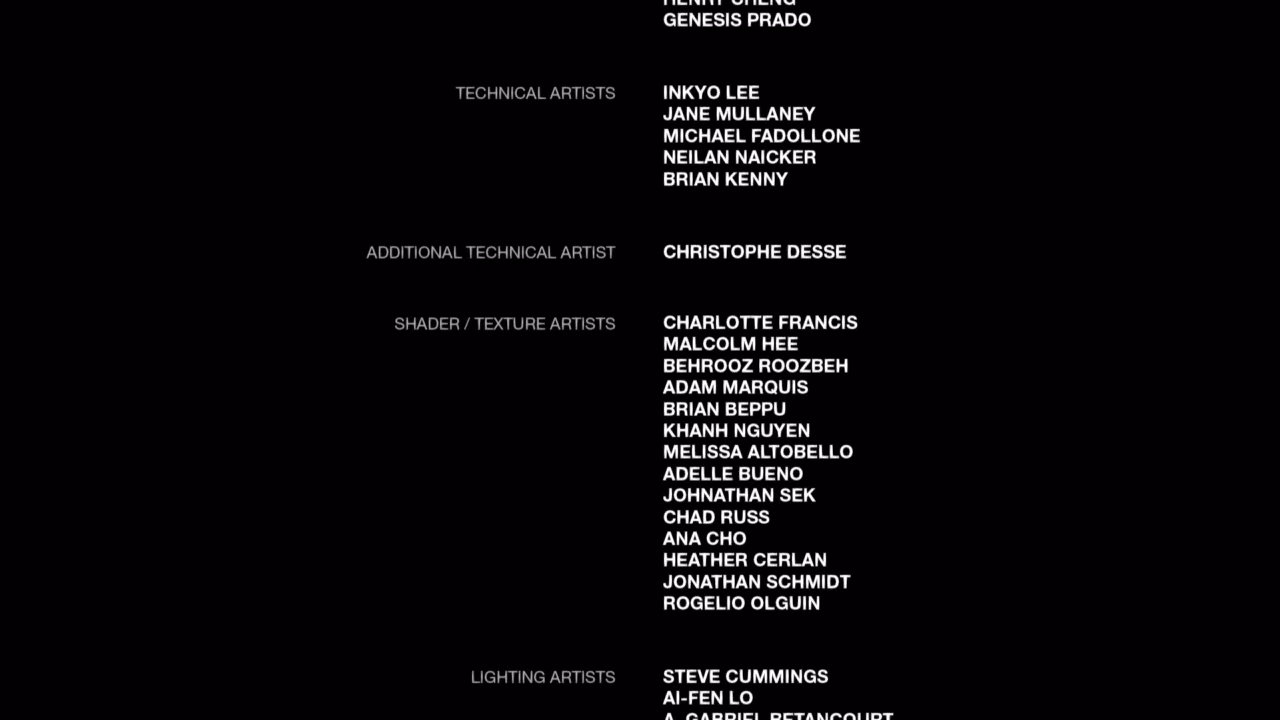 GENESIS PRADO
TECHNICAL ARTISTS INKYO LEE
JANE MULLANEY
MICHAEL FADOLLONE
NEILAN NAICKER
BRIAN KENNY
ADDITIONAL TECHNICAL ARTIST CHRISTOPHE DESSE
SHADER / TEXTURE ARTISTS CHARLOTTE FRANCIS
MALCOLM HEE
BEHROOZ ROOZBEH
ADAM MARQUIS
BRIAN BEPPU
KHANH NGUYEN
MELISSA ALTOBELLO
ADELLE BUENO
JOHNATHAN SEK
CHAD RUSS
ANA CHO
HEATHER CERLAN
JONATHAN SCHMIDT
ROGELIO OLGUIN
LIGHTING ARTISTS STEVE CUMMINGS
AI-FEN LO
A. GABRIEL BETANCOURT